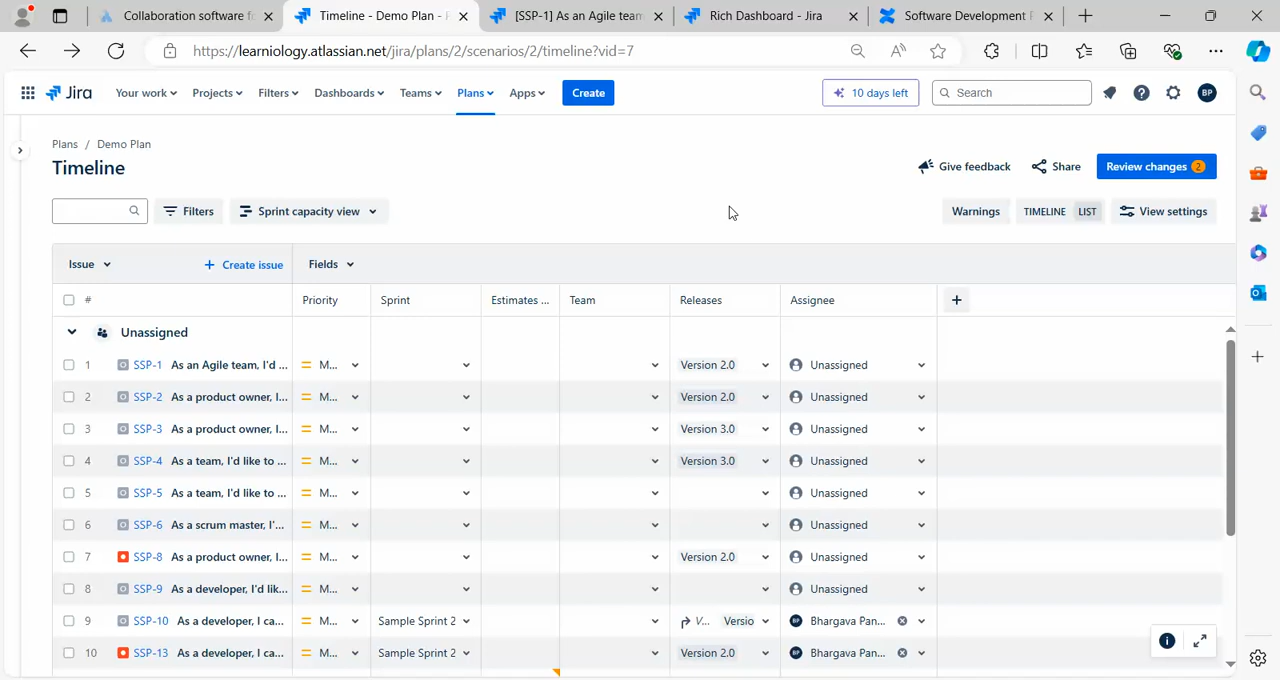 Collaboration software f
Timeline - Demo Plan - P
[SSP-1] As an Agile team
Rich Dashboard - Jira
Software Development P
https://learniology.atlassian.net/jira/plans/2/scenarios/2/timeline?vid=7
Jira
Your work
Projects
Filters
Dashboards
Teams
Plans
Apps
Create
10 days left
Search
BP
Plans / Demo Plan
Timeline
Give feedback
Share
Review changes 2
Filters
Sprint capacity view
Warnings
TIMELINE
LIST
View settings
Issue
+ Create issue
Fields
# Priority Sprint Estimates ... Team Releases Assignee
Unassigned
1 SSP-1 As an Agile team, I'd ... M... Version 2.0 Unassigned
2 SSP-2 As a product owner, I... M... Version 2.0 Unassigned
3 SSP-3 As a product owner, I... M... Version 3.0 Unassigned
4 SSP-4 As a team, I'd like to ... M... Version 3.0 Unassigned
5 SSP-5 As a team, I'd like to ... M... Unassigned
6 SSP-6 As a scrum master, I'... M... Unassigned
7 SSP-8 As a product owner, I... M... Version 2.0 Unassigned
8 SSP-9 As a developer, I'd lik... M... Unassigned
9 SSP-10 As a developer, I ca... M... Sample Sprint 2 V... Versio BP Bhargava Pan...
10 SSP-13 As a developer, I ca... M... Sample Sprint 2 Version 2.0 BP Bhargava Pan...